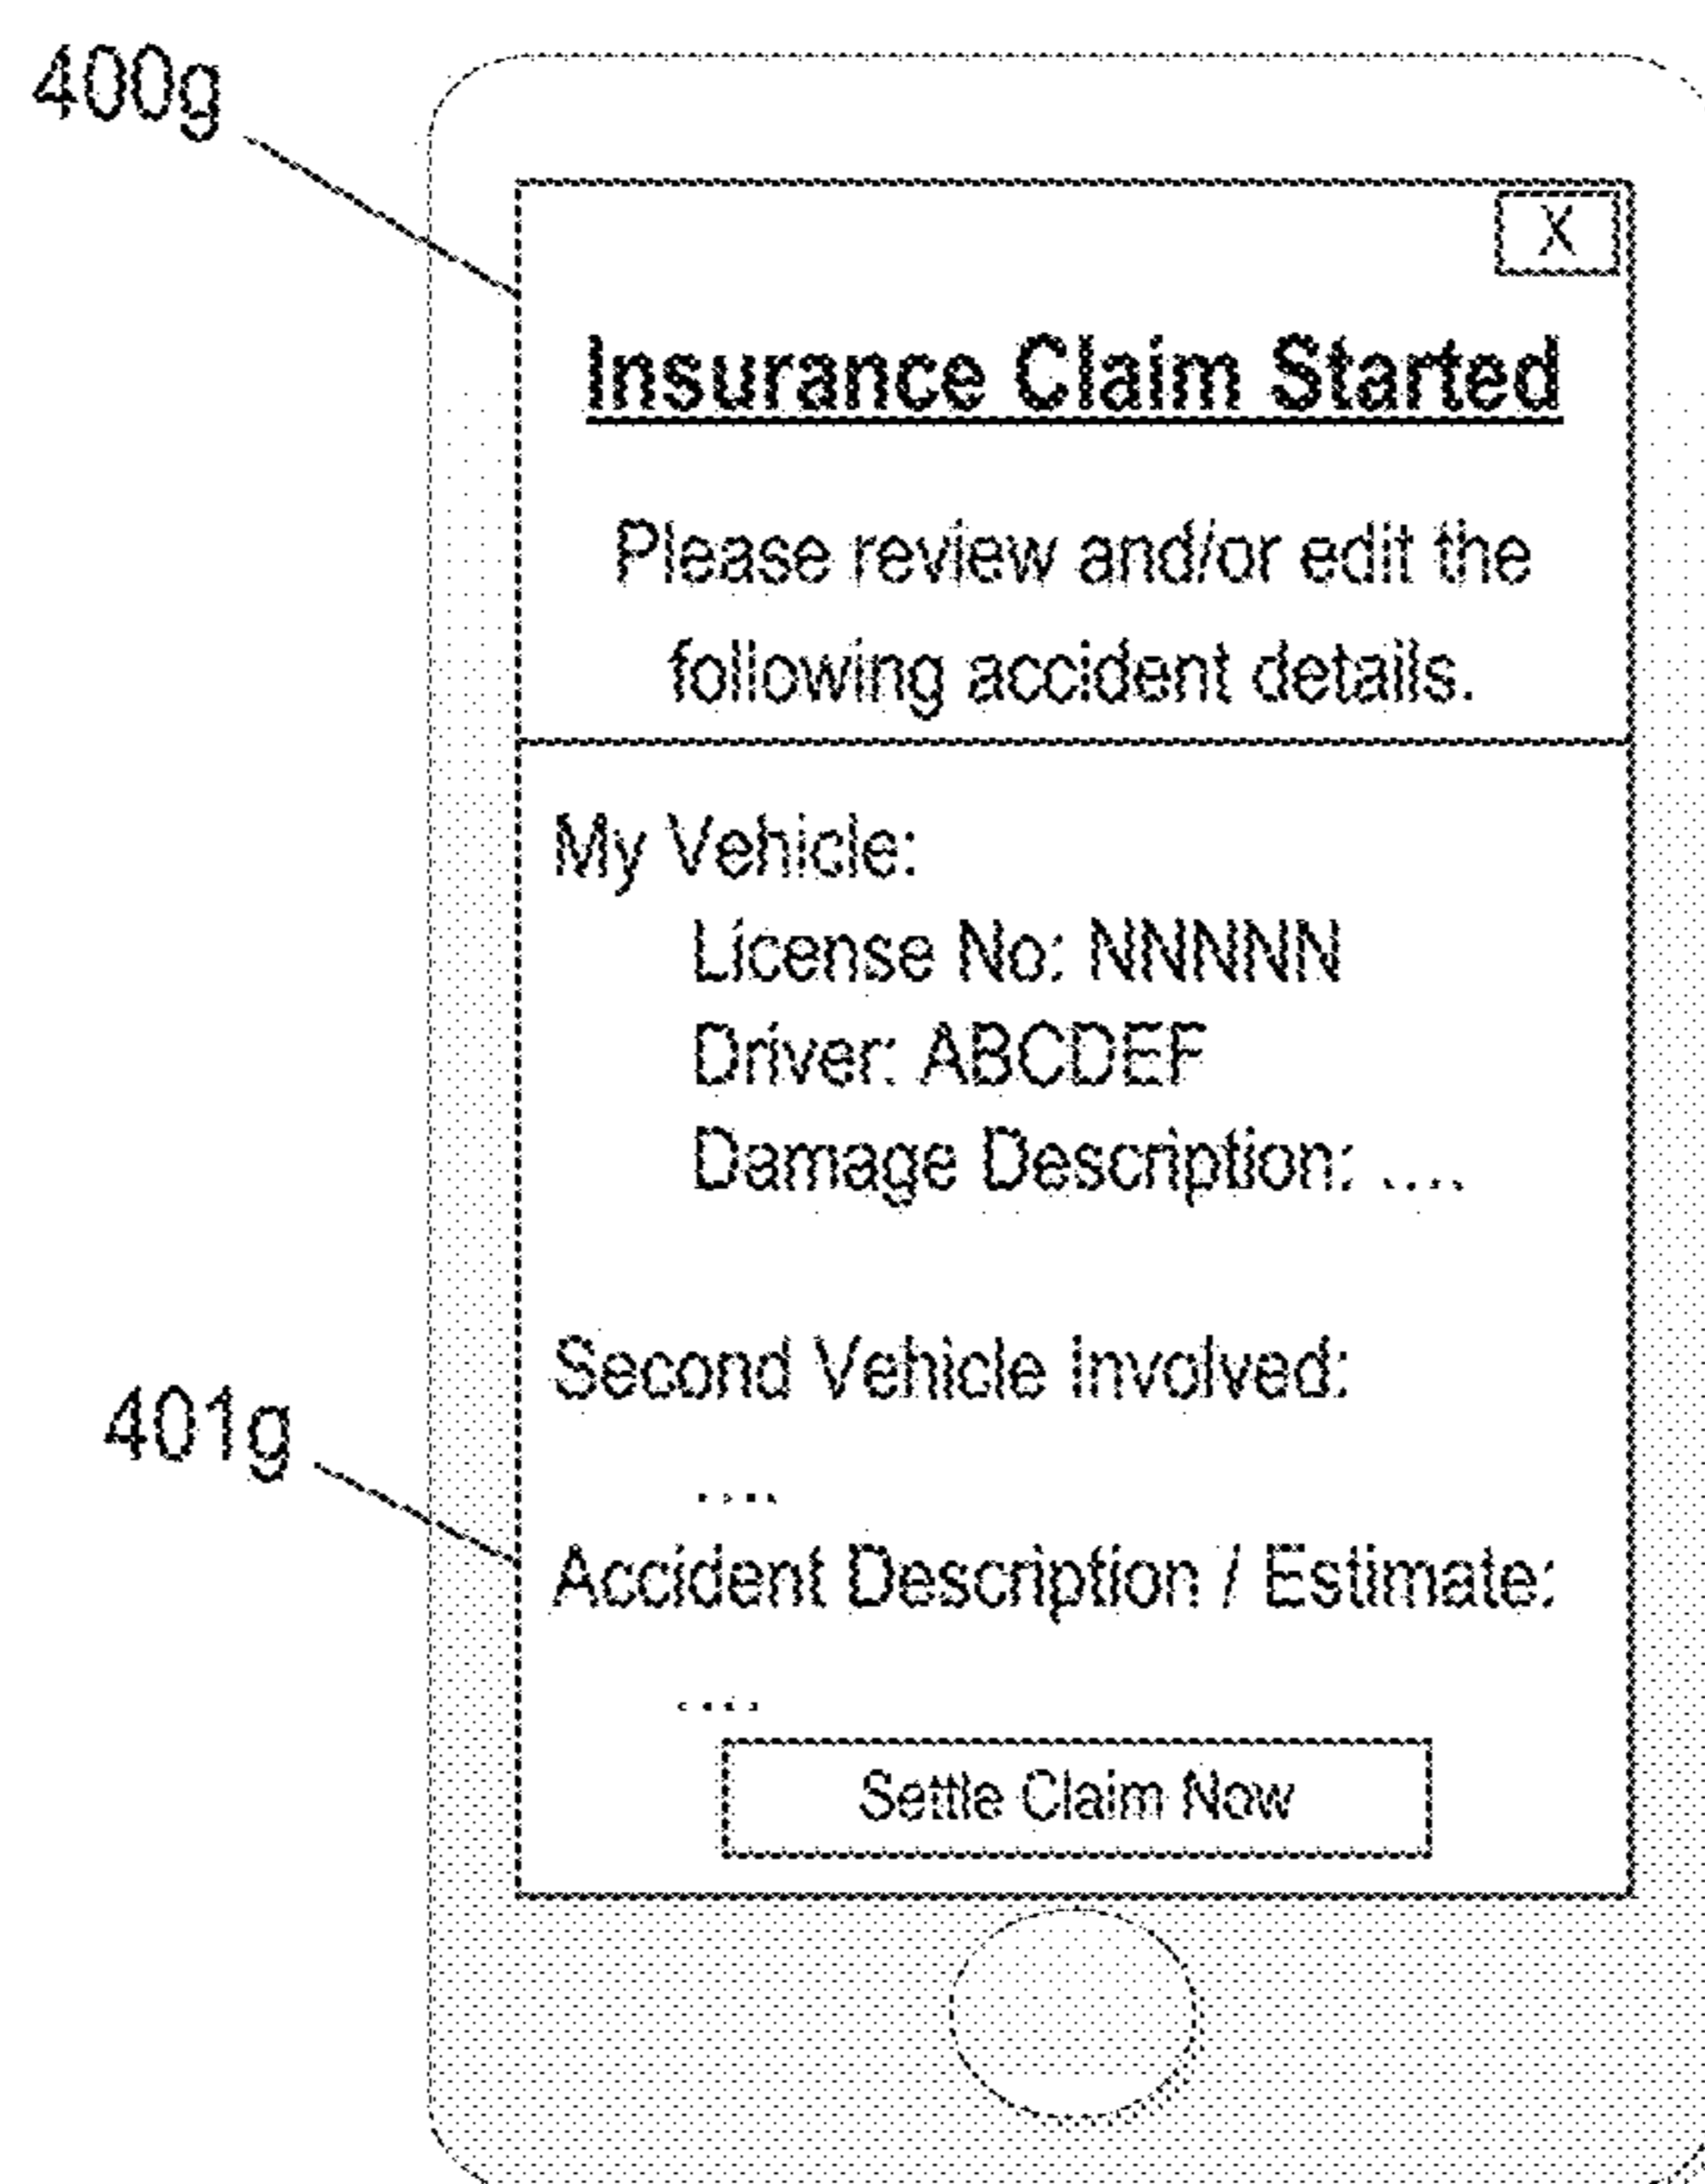 400g
X
Insurance Claim Started
Please review and/or edit the
following accident details.
My Vehicle:
License No: NNNNN
Driver: ABCDEF
Damage Description: ....
Second Vehicle Involved:
....
401g
Accident Description / Estimate:
....
Settle Claim Now